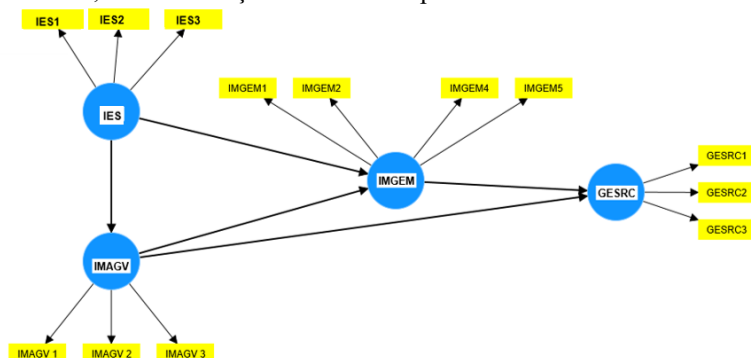 IES1 IES2 IES3
IMGEM1 IMGEM2 IMGEM4 IMGEM5
IES
GESRC1
IMGEM
GESRC
GESRC2
GESRC3
IMAGV
IMAGV 1 IMAGV 2 IMAGV 3